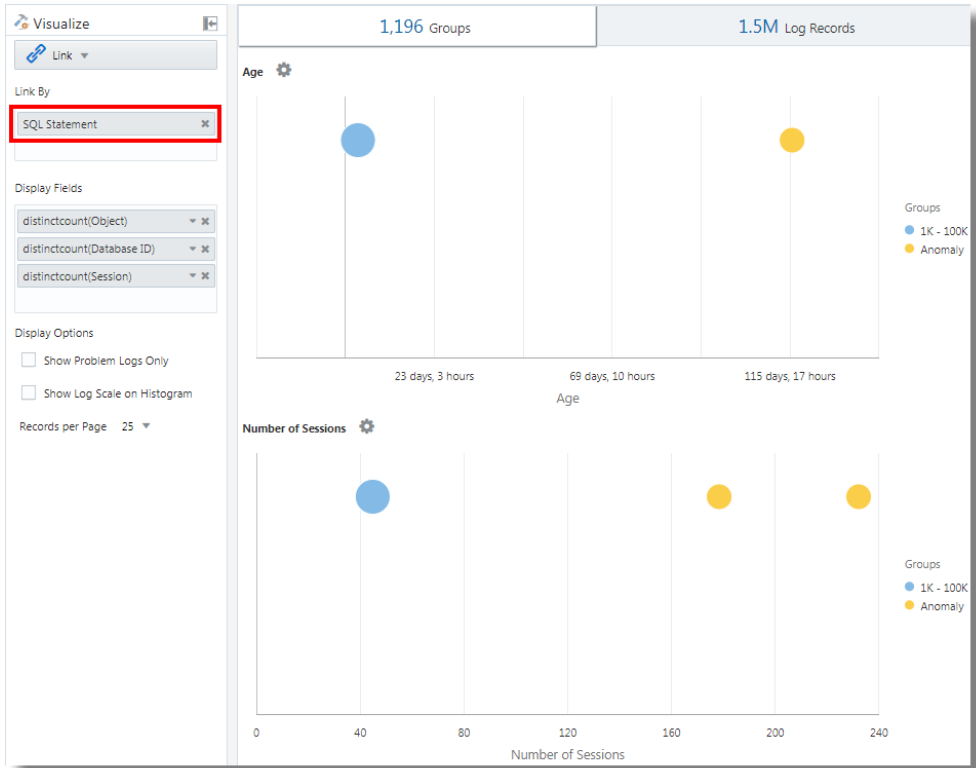 Visualize
Link
Link By
SQL Statement
Display Fields
distinctcount(Object)
distinctcount(Database ID)
distinctcount(Session)
Display Options
Show Problem Logs Only
Show Log Scale on Histogram
Records per Page 25
1,196 Groups
1.5M Log Records
Age
23 days, 3 hours 69 days, 10 hours 115 days, 17 hours
Age
Groups
1K - 100K
Anomaly
Number of Sessions
0 40 80 120 160 200 240
Number of Sessions
Groups
1K - 100K
Anomaly